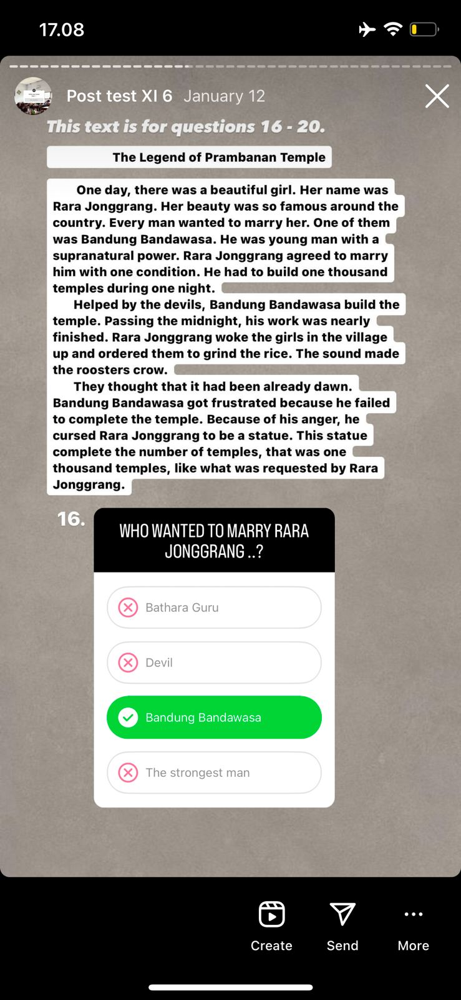 17.08
Post test XI 6 January 12
This text is for questions 16 - 20.
The Legend of Prambanan Temple
One day, there was a beautiful girl. Her name was
Rara Jonggrang. Her beauty was so famous around the
country. Every man wanted to marry her. One of them
was Bandung Bandawasa. He was young man with a
supranatural power. Rara Jonggrang agreed to marry
him with one condition. He had to build one thousand
temples during one night.
Helped by the devils, Bandung Bandawasa build the
temple. Passing the midnight, his work was nearly
finished. Rara Jonggrang woke the girls in the village
up and ordered them to grind the rice. The sound made
the roosters crow.
They thought that it had been already dawn.
Bandung Bandawasa got frustrated because he failed
to complete the temple. Because of his anger, he
cursed Rara Jonggrang to be a statue. This statue
complete the number of temples, that was one
thousand temples, like what was requested by Rara
Jonggrang.
16.
WHO WANTED TO MARRY RARA
JONGGRANG ..?
Bathara Guru
Devil
Bandung Bandawasa
The strongest man
Create Send More